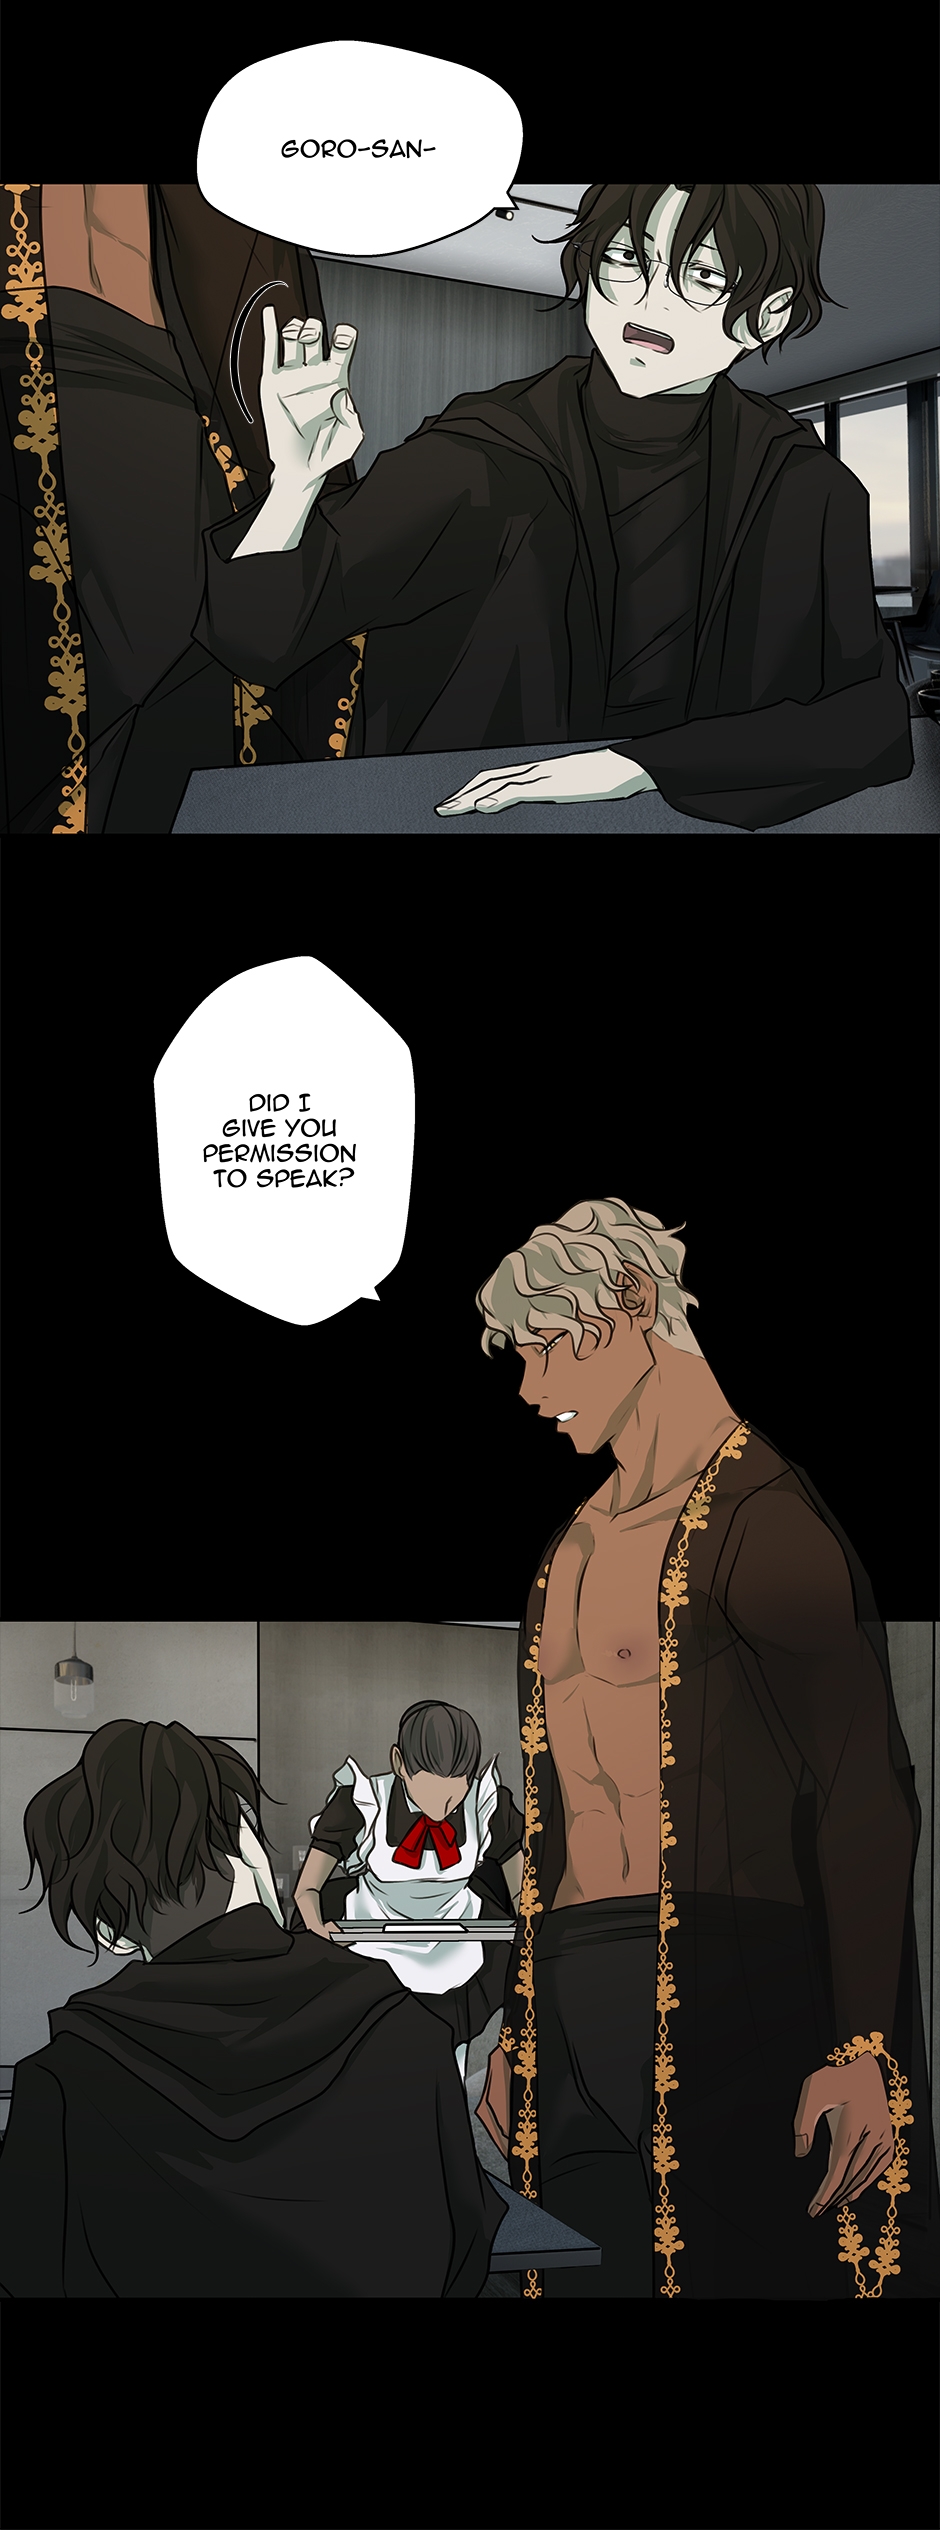 GORO-SAN-
DID I
GIVE YOU
PERMISSION
TO SPEAK?